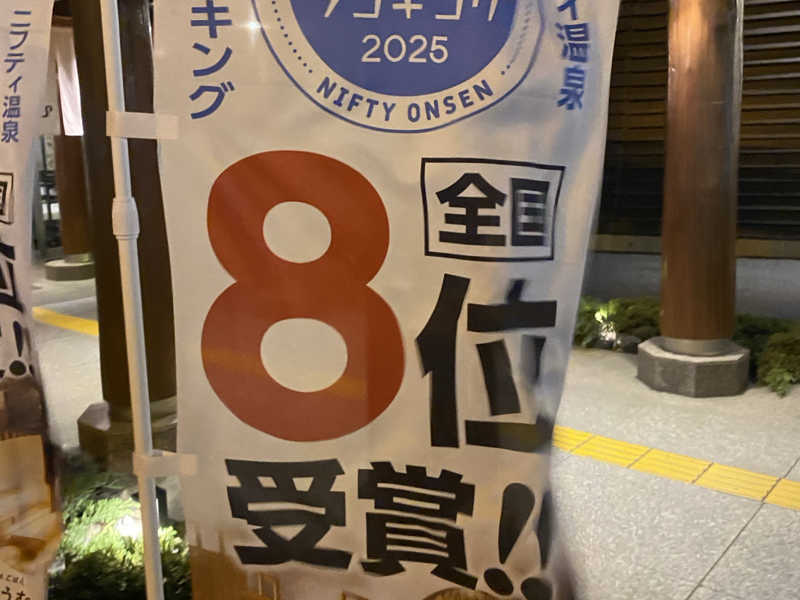 ニフティ温泉
キング
ランキング
2025
NIFTY ONSEN
ティ温泉
全国
8位
受賞!!